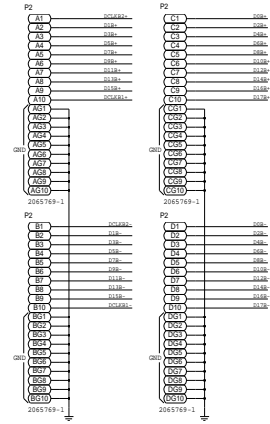 P2
A1 DCLKB2+
A2 D1B+
A3 D3B+
A4 D5B+
A5 D7B+
A6 D9B+
A7 D11B+
A8 D13B+
A9 D15B+
A10 DCLKB1+
AG1
AG2
AG3
AG4
AG5
GND
AG6
AG7
AG8
AG9
AG10
2065769-1
P2
C1 D0B+
C2 D2B+
C3 D4B+
C4 D6B+
C5 D8B+
C6 D10B+
C7 D12B+
C8 D14B+
C9 D16B+
C10 D17B+
CG1
CG2
CG3
CG4
CG5
GND
CG6
CG7
CG8
CG9
CG10
2065769-1
P2
B1 DCLKB2-
B2 D1B-
B3 D3B-
B4 D5B-
B5 D7B-
B6 D9B-
B7 D11B-
B8 D13B-
B9 D15B-
B10 DCLKB1-
BG1
BG2
BG3
BG4
BG5
GND
BG6
BG7
BG8
BG9
BG10
2065769-1
P2
D1 D0B-
D2 D2B-
D3 D4B-
D4 D6B-
D5 D8B-
D6 D10B-
D7 D12B-
D8 D14B-
D9 D16B-
D10 D17B-
DG1
DG2
DG3
DG4
DG5
GND
DG6
DG7
DG8
DG9
DG10
2065769-1